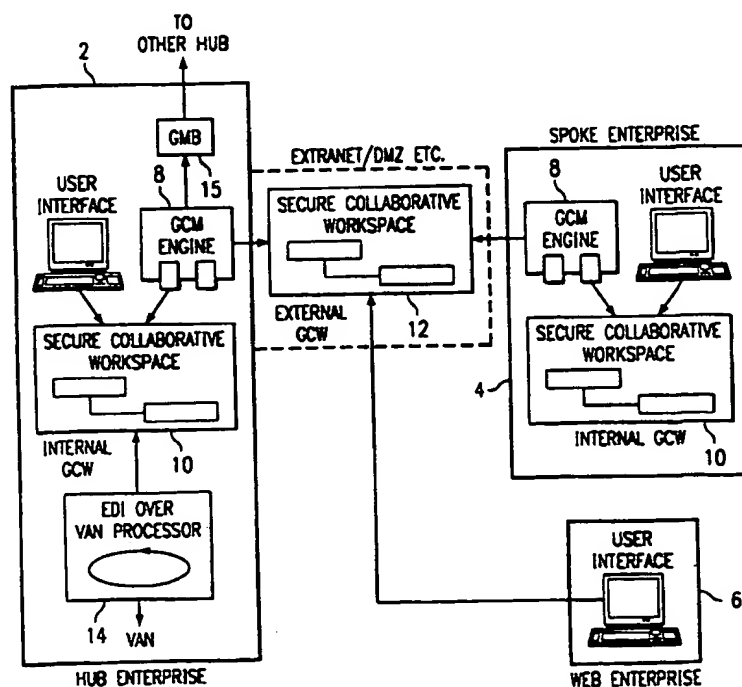 TO
OTHER HUB
2
GMB
15
8
USER
INTERFACE
GCM
ENGINE
SECURE COLLABORATIVE
WORKSPACE
INTERNAL
GCW
10
EDI OVER
VAN PROCESSOR
14
VAN
HUB ENTERPRISE
EXTRANET/DMZ ETC.
SECURE COLLABORATIVE
WORKSPACE
EXTERNAL
GCW
12
SPOKE ENTERPRISE
8
GCM
ENGINE
USER
INTERFACE
SECURE COLLABORATIVE
WORKSPACE
4
INTERNAL GCW
10
USER
INTERFACE
6
WEB ENTERPRISE